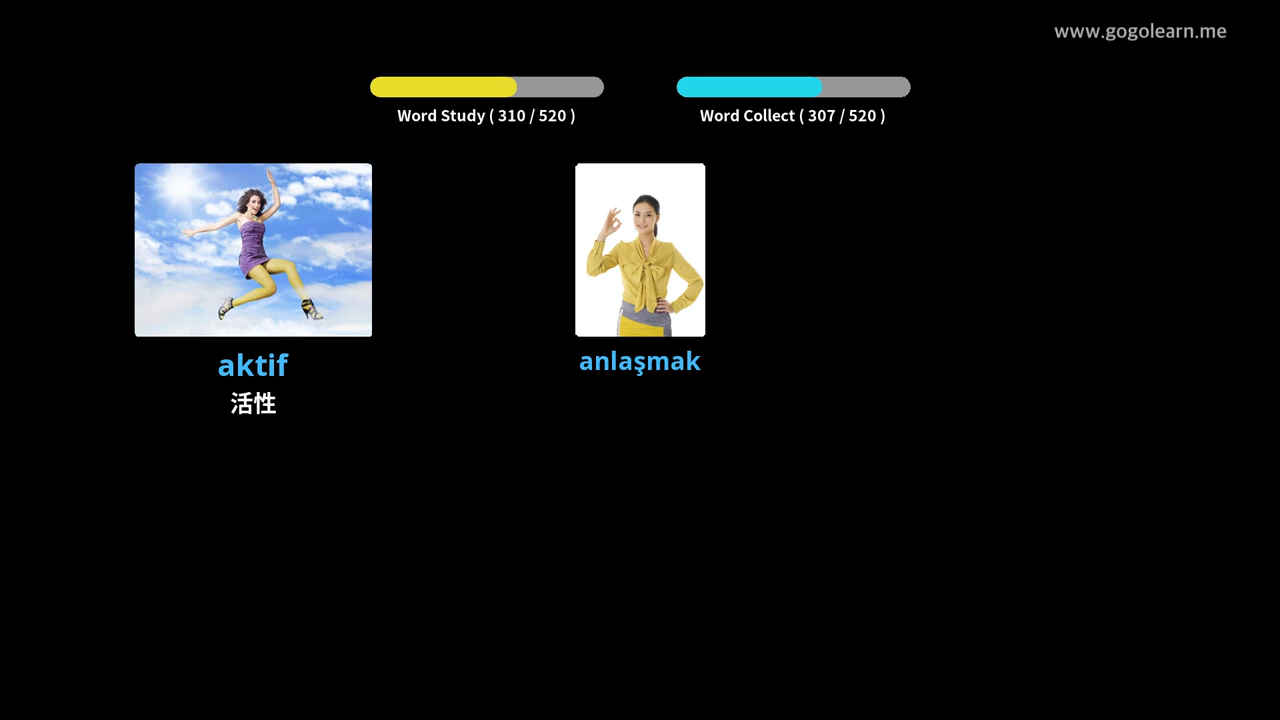 www.gogolearn.me
Word Study ( 310 / 520 )
Word Collect ( 307 / 520 )
aktif
活性
anlaşmak